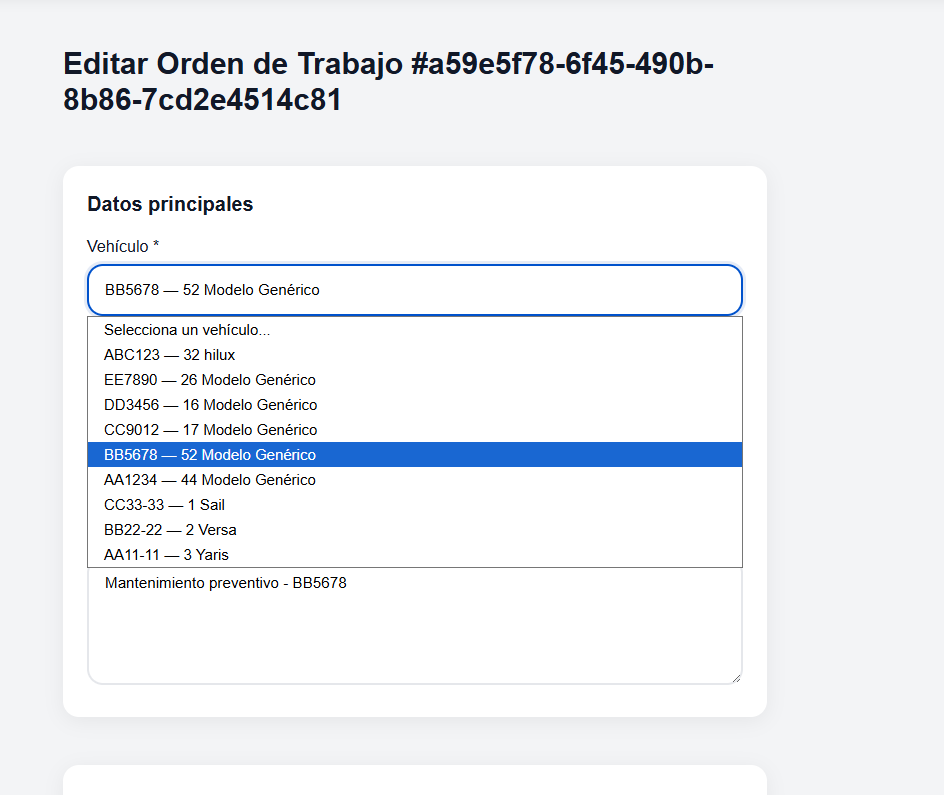 Editar Orden de Trabajo #a59e5f78-6f45-490b-
8b86-7cd2e4514c81
Datos principales
Vehículo *
BB5678 — 52 Modelo Genérico
Selecciona un vehículo...
ABC123 — 32 hilux
EE7890 — 26 Modelo Genérico
DD3456 — 16 Modelo Genérico
CC9012 — 17 Modelo Genérico
BB5678 — 52 Modelo Genérico
AA1234 — 44 Modelo Genérico
CC33-33 — 1 Sail
BB22-22 — 2 Versa
AA11-11 — 3 Yaris
Mantenimiento preventivo - BB5678